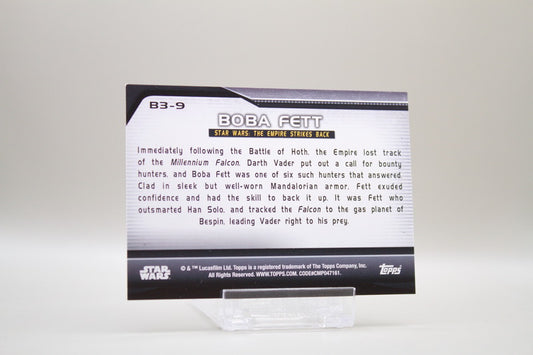 B3-9
BOBA FETT
STAR WARS: THE EMPIRE STRIKES BACK
Immediately following the Battle of Hoth, the Empire lost track
of the Millennium Falcon. Darth Vader put out a call for bounty
hunters, and Boba Fett was one of six such hunters that answered.
Clad in sleek but well-worn Mandalorian armor, Fett exuded
confidence and had the skill to back it up. It was Fett who
outsmarted Han Solo, and tracked the Falcon to the gas planet of
Bespin, leading Vader right to his prey.
STAR
WARS
© & ™ Lucasfilm Ltd. Topps is a registered trademark of The Topps Company, Inc.
All Rights Reserved. WWW.TOPPS.COM. CODE#CMP047161.
Topps